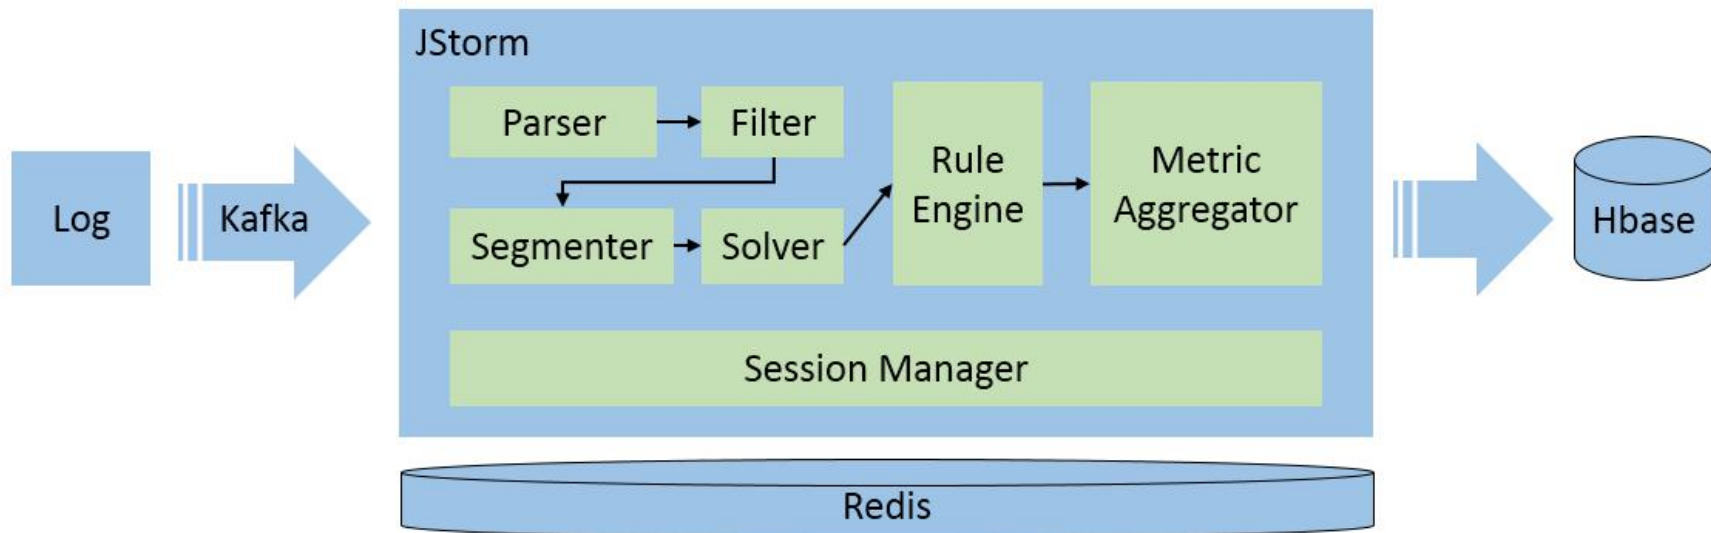 JStorm
Log
Kafka
Parser
Filter
Segmenter
Solver
Rule
Engine
Metric
Aggregator
Session Manager
Hbase
Redis